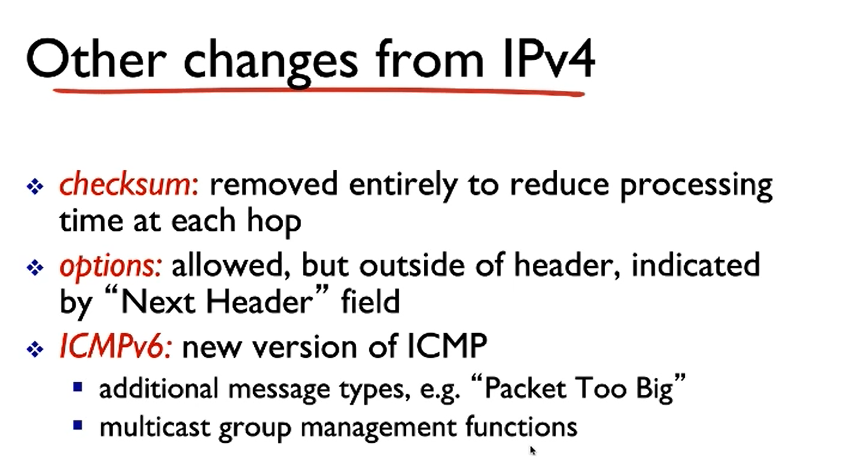 Other changes from IPv4
checksum: removed entirely to reduce processing
time at each hop
options: allowed, but outside of header, indicated
by “Next Header” field
ICMPv6: new version of ICMP
additional message types, e.g. “Packet Too Big”
multicast group management functions